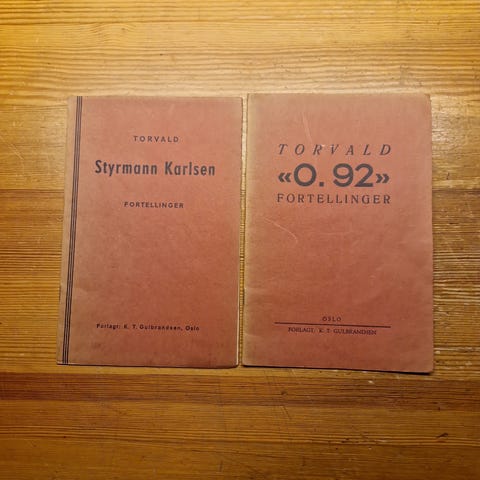 TORVALD
Styrmann Karlsen
FORTELLINGER
Forlagt: K. T. Gulbrandsen, Oslo
TORVALD
«O. 92»
FORTELLINGER
OSLO
FORLAGT: K. T. GULBRANDSEN